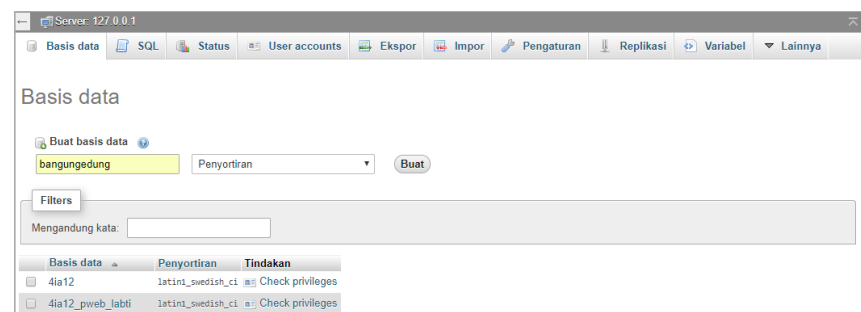 Server: 127.0.0.1
Basis data SQL Status User accounts Ekspor Impor Pengaturan Replikasi Variabel Lainnya
Basis data
Buat basis data
bangungedung Penyortiran Buat
Filters
Mengandung kata:
Basis data Penyortiran Tindakan
4ia12 latin1_swedish_ci Check privileges
4ia12_pweb_labti latin1_swedish_ci Check privileges